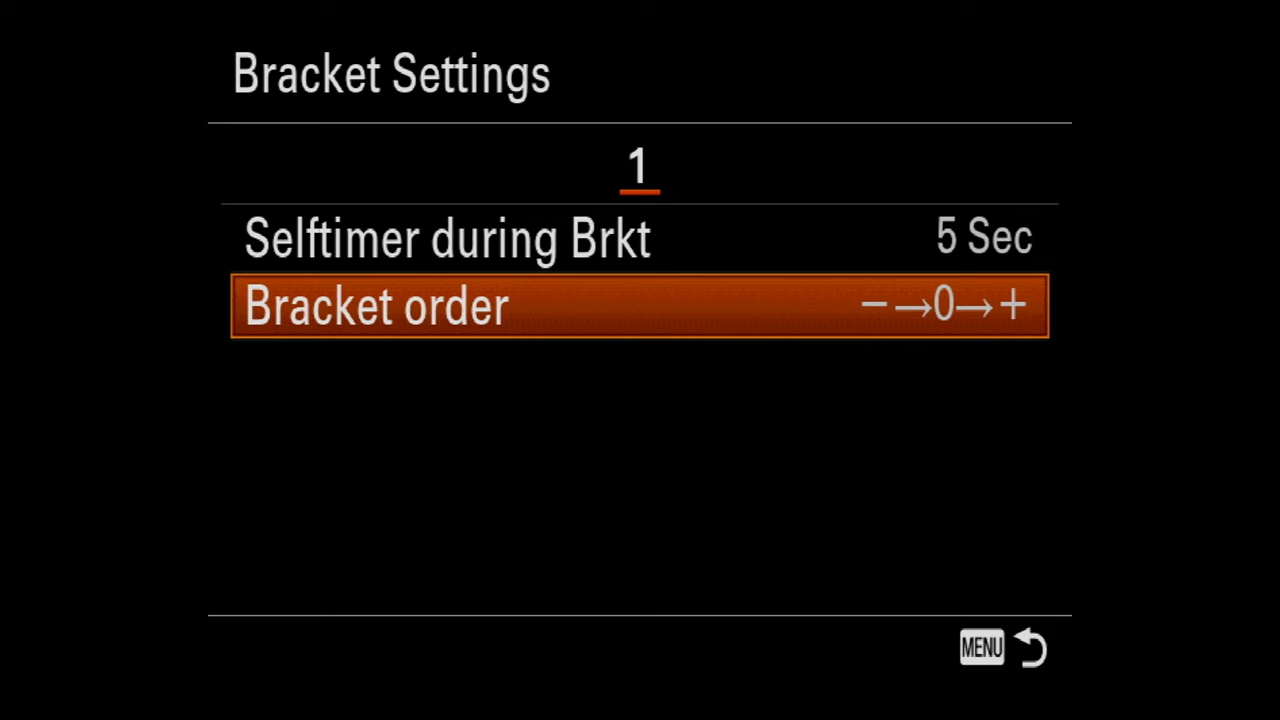 Bracket Settings
1
Selftimer during Brkt 5 Sec
Bracket order −→0→+
MENU